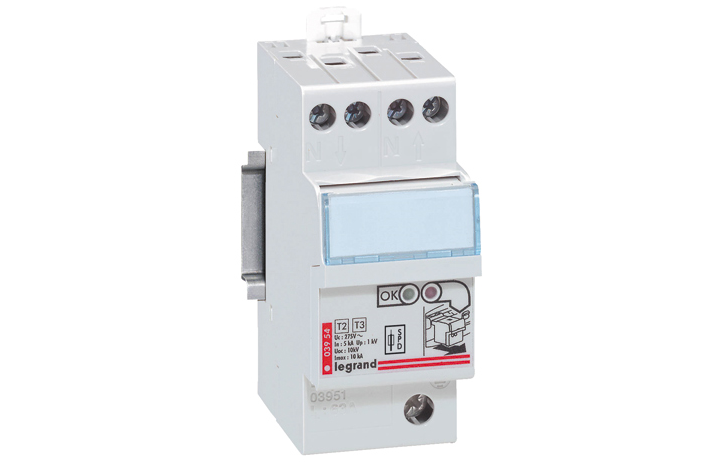 N N
OK
T2 T3
Uc : 275V ~
In : 5 kA Up : 1 kV
Uoc : 10kV
Imax : 10 kA
legrand
039 54
SPD
03951